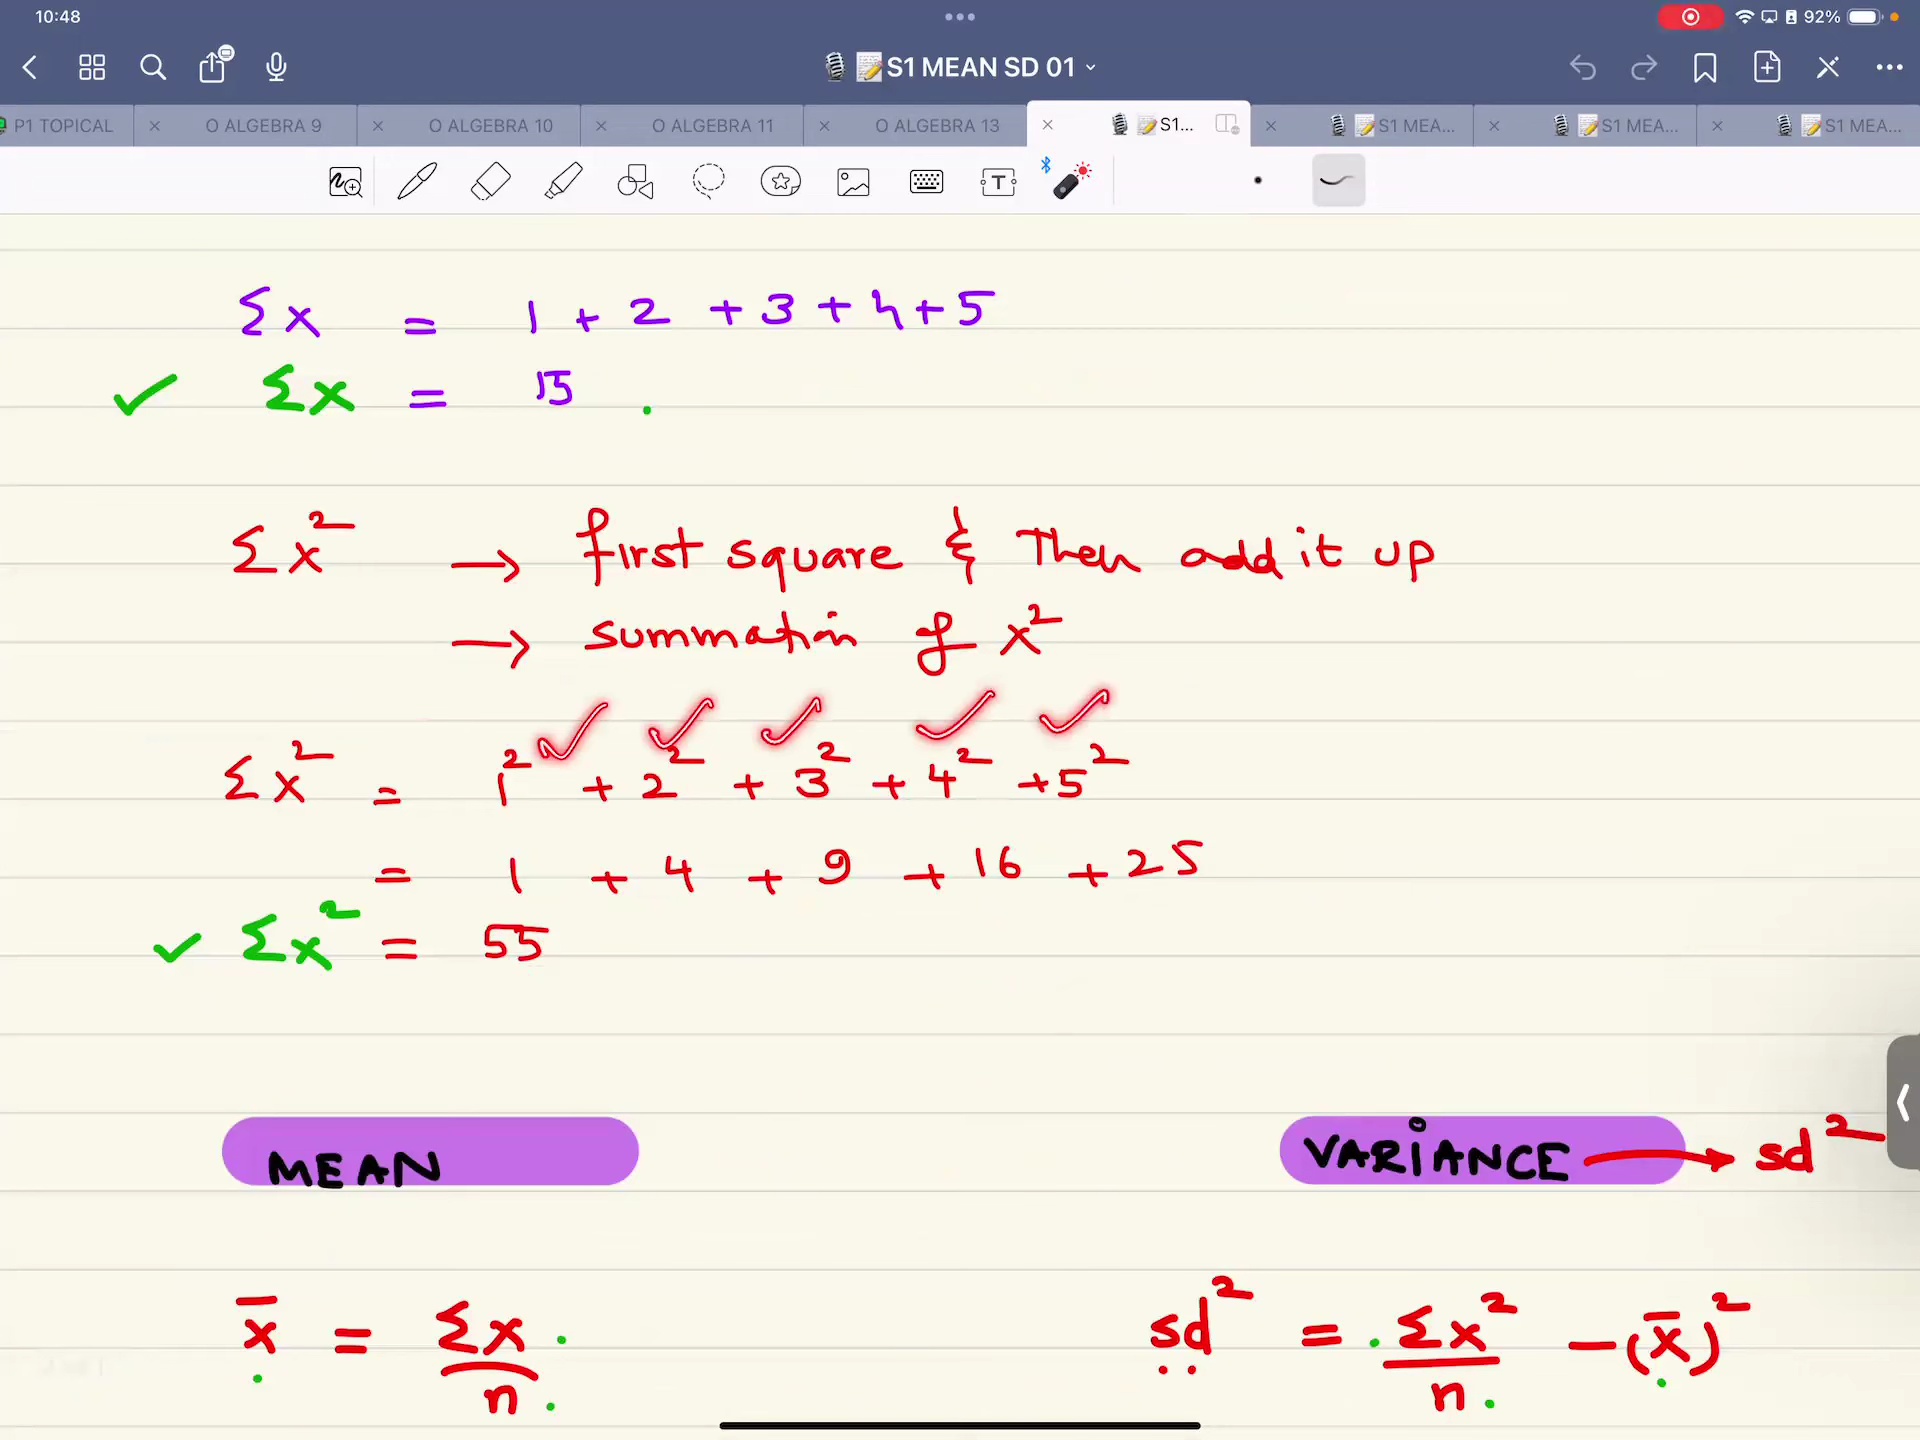 10:48
92%
S1 MEAN SD 01
P1 TOPICAL
O ALGEBRA 9
O ALGEBRA 10
O ALGEBRA 11
O ALGEBRA 13
S1...
S1 MEA...
S1 MEA...
S1 MEA...
Σx = 1 + 2 + 3 + 4 + 5
✓ Σx = 15 .
Σx² → first square & Then add it up
→ summation of x²
Σx² = 1² + 2² + 3² + 4² + 5²
= 1 + 4 + 9 + 16 + 25
✓ Σx² = 55
MEAN
VARiANCE → sd²
x̄ = Σx / n
sd² = Σx² / n − (x̄)²